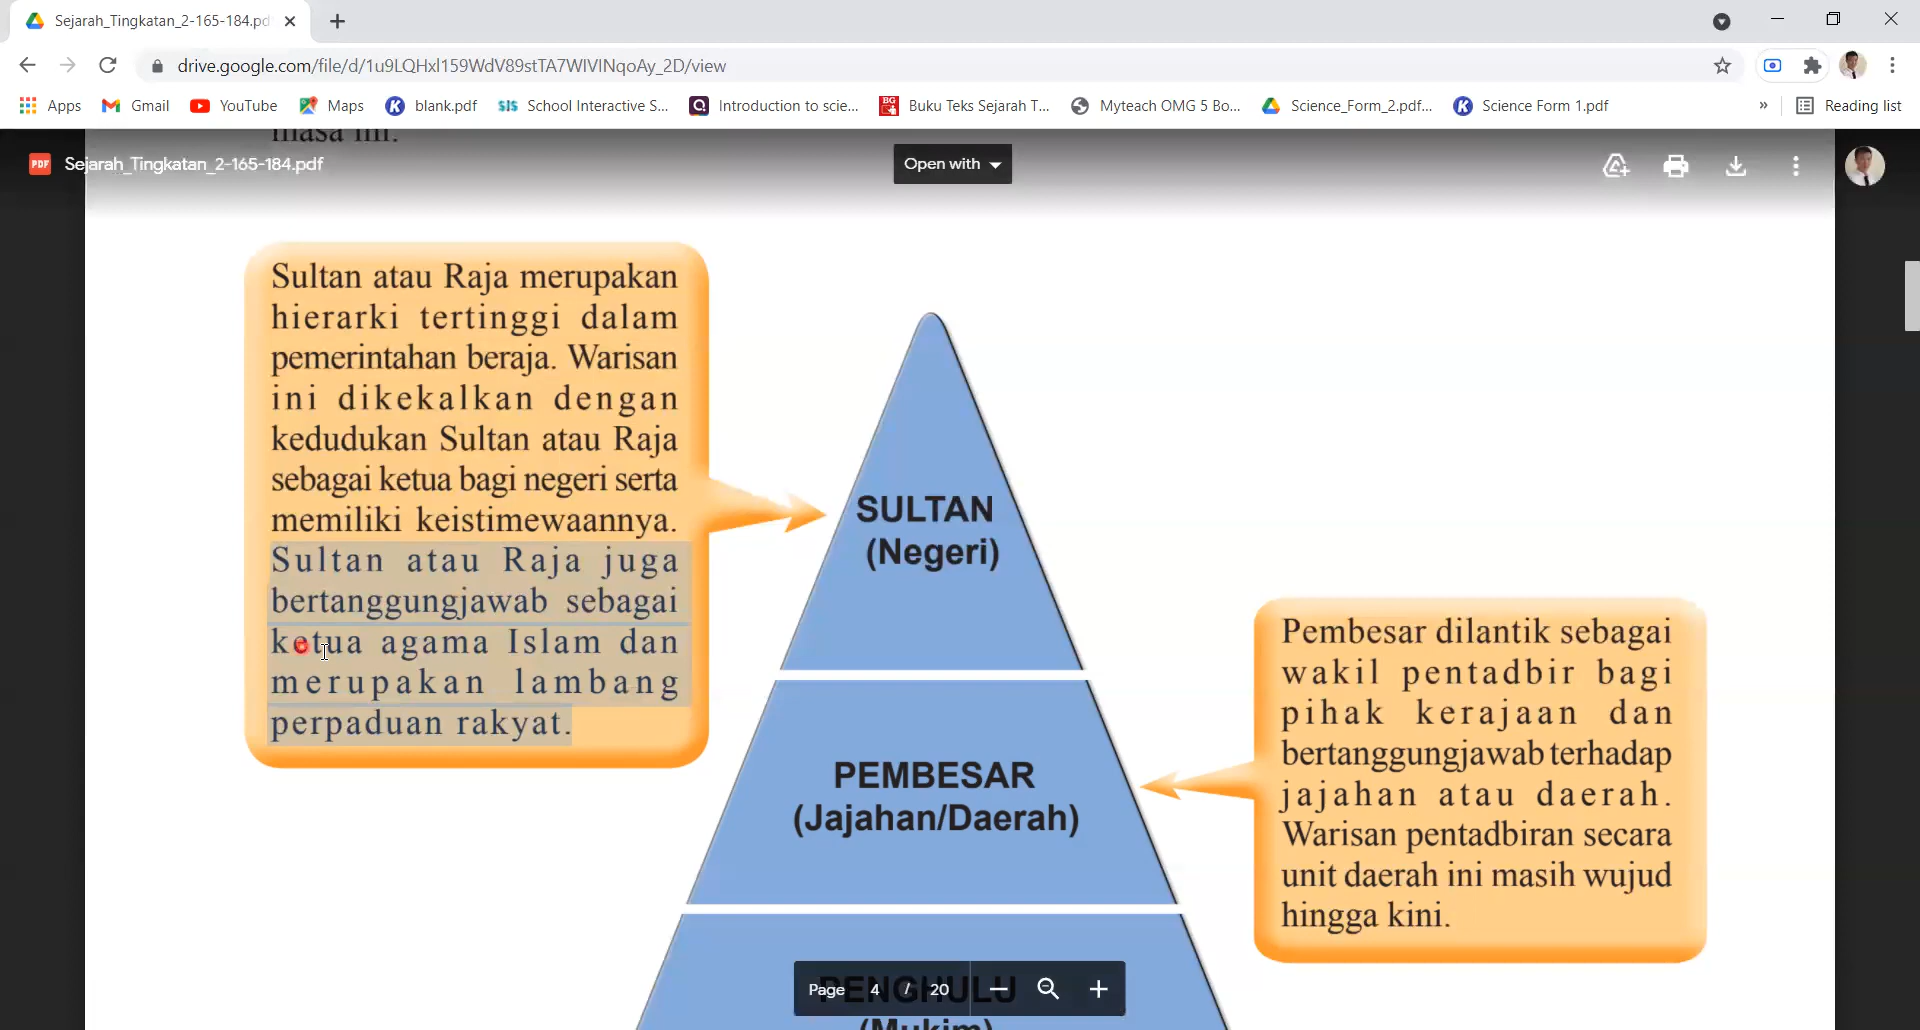 Sejarah_Tingkatan_2-165-184.pd
drive.google.com/file/d/1u9LQHxl159WdV89stTA7WIVINqoAy_2D/view
Apps Gmail YouTube Maps blank.pdf School Interactive S... Introduction to scie... Buku Teks Sejarah T... Myteach OMG 5 Bo... Science_Form_2.pdf... Science Form 1.pdf » Reading list
masa ini.
PDF Sejarah_Tingkatan_2-165-184.pdf
Open with
Sultan atau Raja merupakan
hierarki tertinggi dalam
pemerintahan beraja. Warisan
ini dikekalkan dengan
kedudukan Sultan atau Raja
sebagai ketua bagi negeri serta
memiliki keistimewaannya.
Sultan atau Raja juga
bertanggungjawab sebagai
ketua agama Islam dan
merupakan lambang
perpaduan rakyat.
SULTAN
(Negeri)
PEMBESAR
(Jajahan/Daerah)
Pembesar dilantik sebagai
wakil pentadbir bagi
pihak kerajaan dan
bertanggungjawab terhadap
jajahan atau daerah.
Warisan pentadbiran secara
unit daerah ini masih wujud
hingga kini.
PENGHULU
(Mukim)
Page 4 / 20